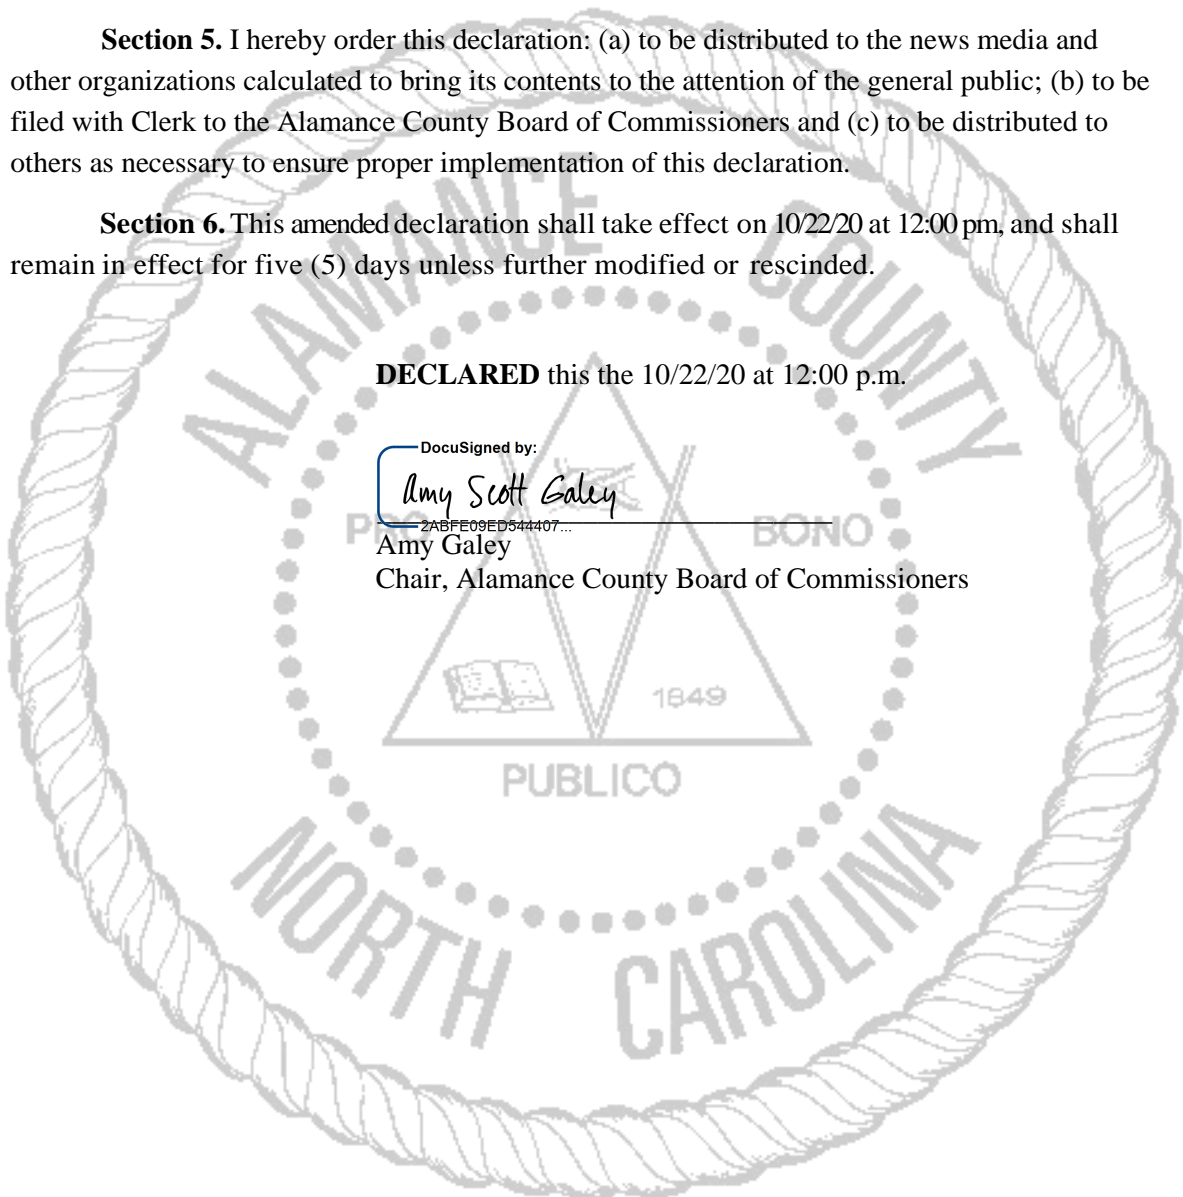 Section 5. I hereby order this declaration: (a) to be distributed to the news media and
other organizations calculated to bring its contents to the attention of the general public; (b) to be
filed with Clerk to the Alamance County Board of Commissioners and (c) to be distributed to
others as necessary to ensure proper implementation of this declaration.
Section 6. This amended declaration shall take effect on 10/22/20 at 12:00 pm, and shall
remain in effect for five (5) days unless further modified or rescinded.
ALAMANCE COUNTY
DECLARED this the 10/22/20 at 12:00 p.m.
DocuSigned by:
Amy Scott Galey
2ABFE09ED544407...
PRO BONO
Amy Galey
Chair, Alamance County Board of Commissioners
1849
PUBLICO
NORTH CAROLINA